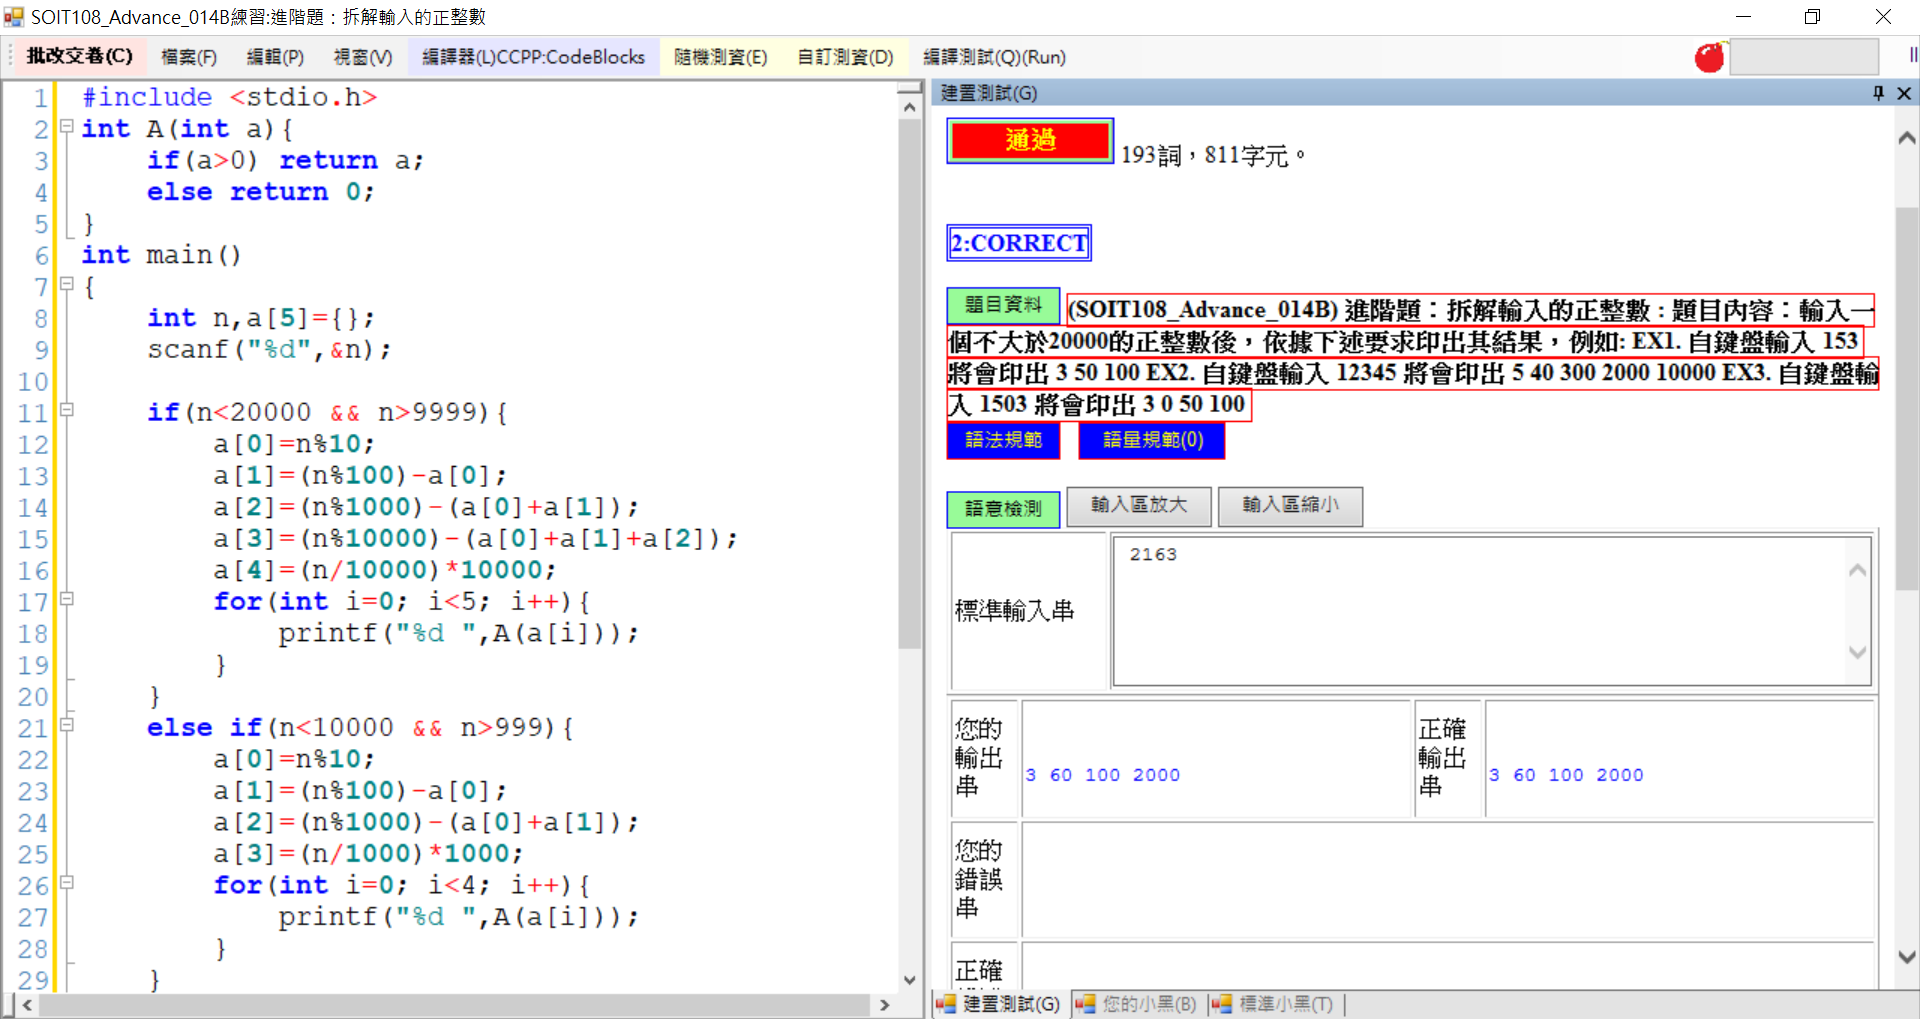 SOIT108_Advance_014B練習:進階題：拆解輸入的正整數
批改交卷(C) 檔案(F) 編輯(P) 視窗(V) 編譯器(L)CCPP:CodeBlocks 隨機測資(E) 自訂測資(D) 編譯測試(Q)(Run)
1 #include <stdio.h>
2 int A(int a){
3 if(a>0) return a;
4 else return 0;
5 }
6 int main()
7 {
8 int n,a[5]={};
9 scanf("%d",&n);
10
11 if(n<20000 && n>9999){
12 a[0]=n%10;
13 a[1]=(n%100)-a[0];
14 a[2]=(n%1000)-(a[0]+a[1]);
15 a[3]=(n%10000)-(a[0]+a[1]+a[2]);
16 a[4]=(n/10000)*10000;
17 for(int i=0; i<5; i++){
18 printf("%d ",A(a[i]));
19 }
20 }
21 else if(n<10000 && n>999){
22 a[0]=n%10;
23 a[1]=(n%100)-a[0];
24 a[2]=(n%1000)-(a[0]+a[1]);
25 a[3]=(n/1000)*1000;
26 for(int i=0; i<4; i++){
27 printf("%d ",A(a[i]));
28 }
29 }
建置測試(G)
通過 193詞，811字元。
2:CORRECT
題目資料 (SOIT108_Advance_014B) 進階題：拆解輸入的正整數 : 題目內容：輸入一
個不大於20000的正整數後，依據下述要求印出其結果，例如: EX1. 自鍵盤輸入 153
將會印出 3 50 100 EX2. 自鍵盤輸入 12345 將會印出 5 40 300 2000 10000 EX3. 自鍵盤輸
入 1503 將會印出 3 0 50 100
語法規範 語量規範(0)
語意檢測 輸入區放大 輸入區縮小
標準輸入串
2163
您的
輸出
串
3 60 100 2000
正確
輸出
串
3 60 100 2000
您的
錯誤
串
正確
建置測試(G) 您的小黑(B) 標準小黑(T)